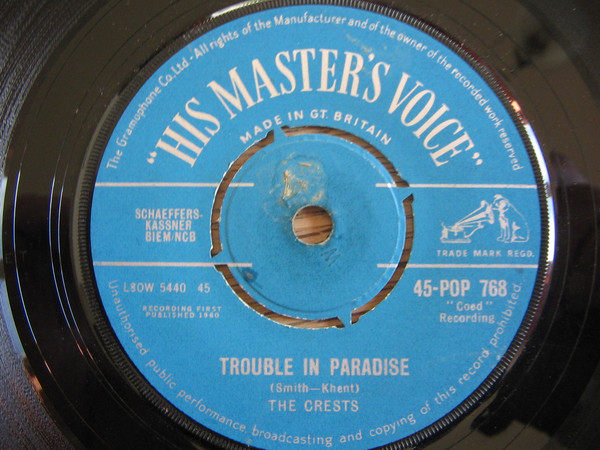 The Gramophone Co. Ltd - All rights of the Manufacturer and of the owner of the recorded work reserved
"HIS MASTER'S VOICE"
MADE IN GT. BRITAIN
SCHAEFFERS-
KASSNER
BIEM-NCB
TRADE MARK REGD.
L8OW 5440 45
45-POP 768
RECORDING FIRST
PUBLISHED 1960
"Coed"
Recording
TROUBLE IN PARADISE
(Smith—Khent)
THE CRESTS
Unauthorised public performance, broadcasting and copying of this record prohibited.